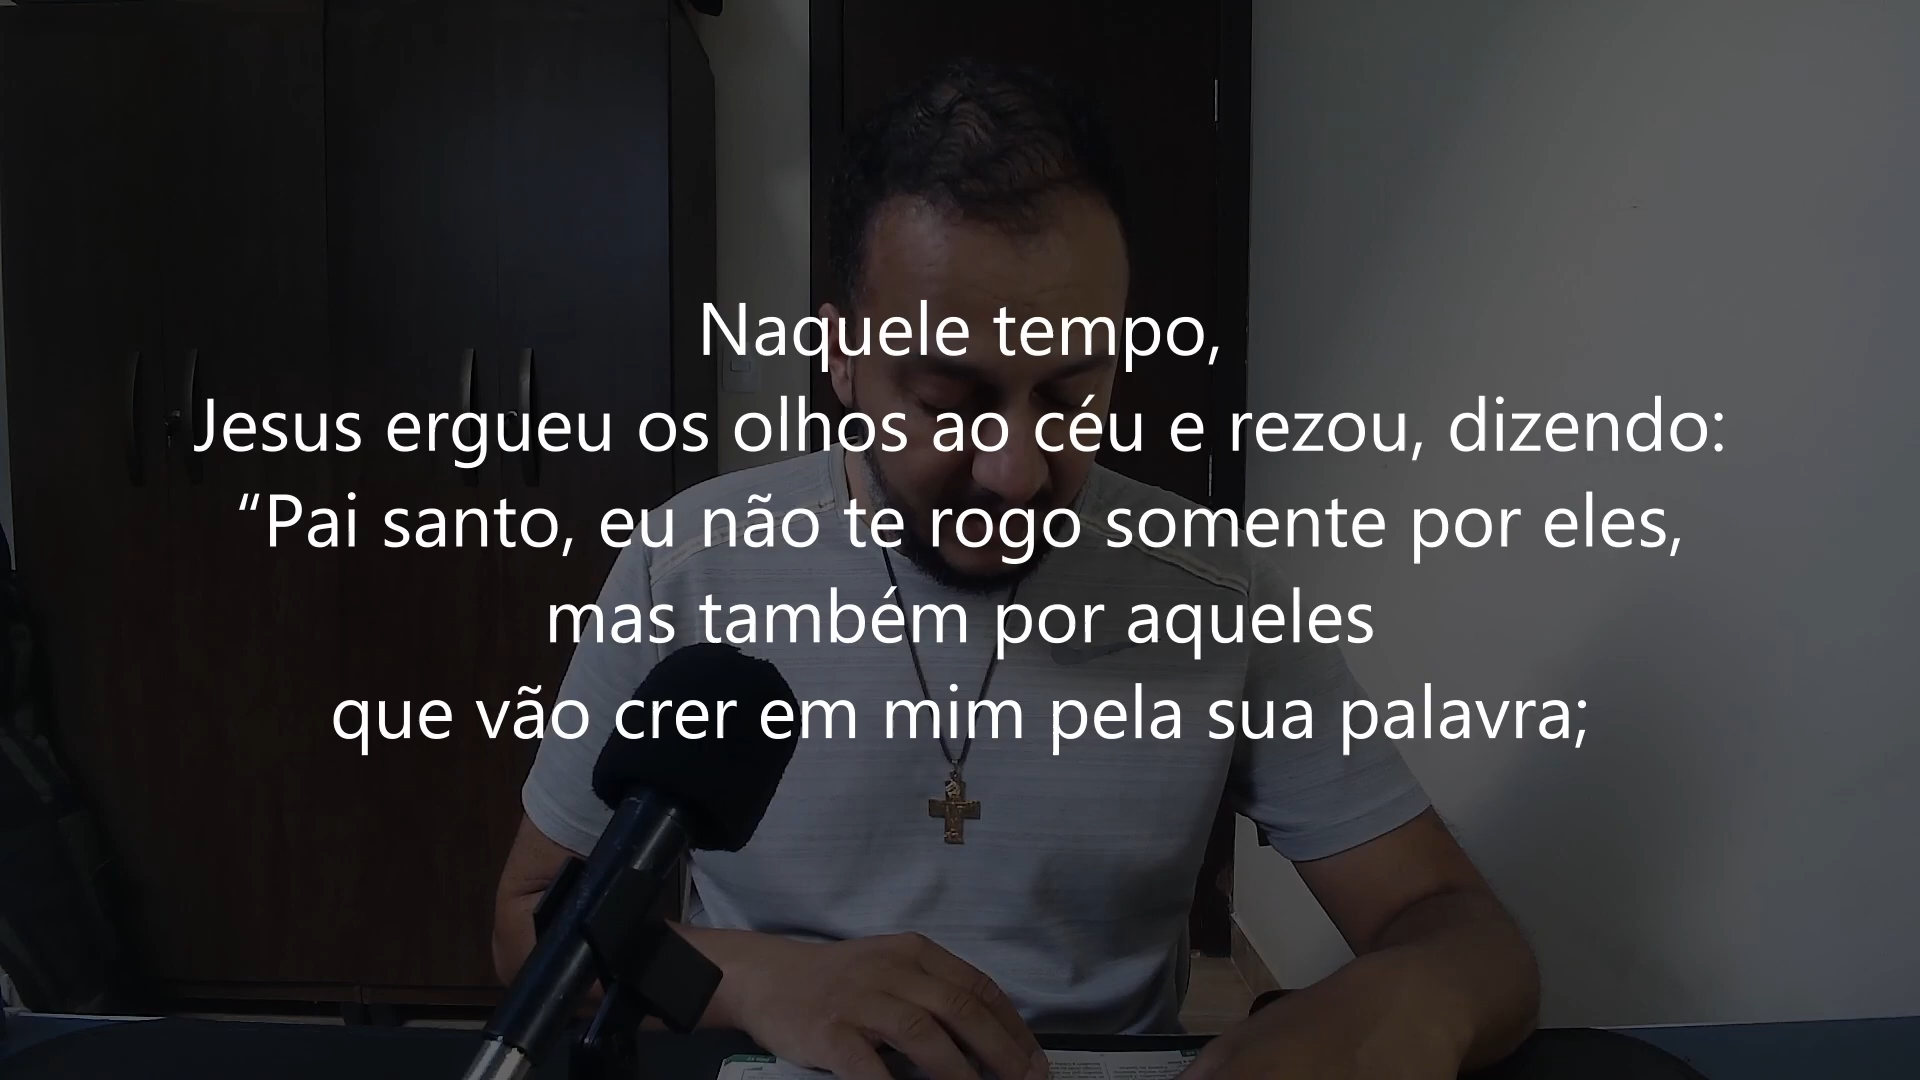 Naquele tempo,
Jesus ergueu os olhos ao céu e rezou, dizendo:
“Pai santo, eu não te rogo somente por eles,
mas também por aqueles
que vão crer em mim pela sua palavra;